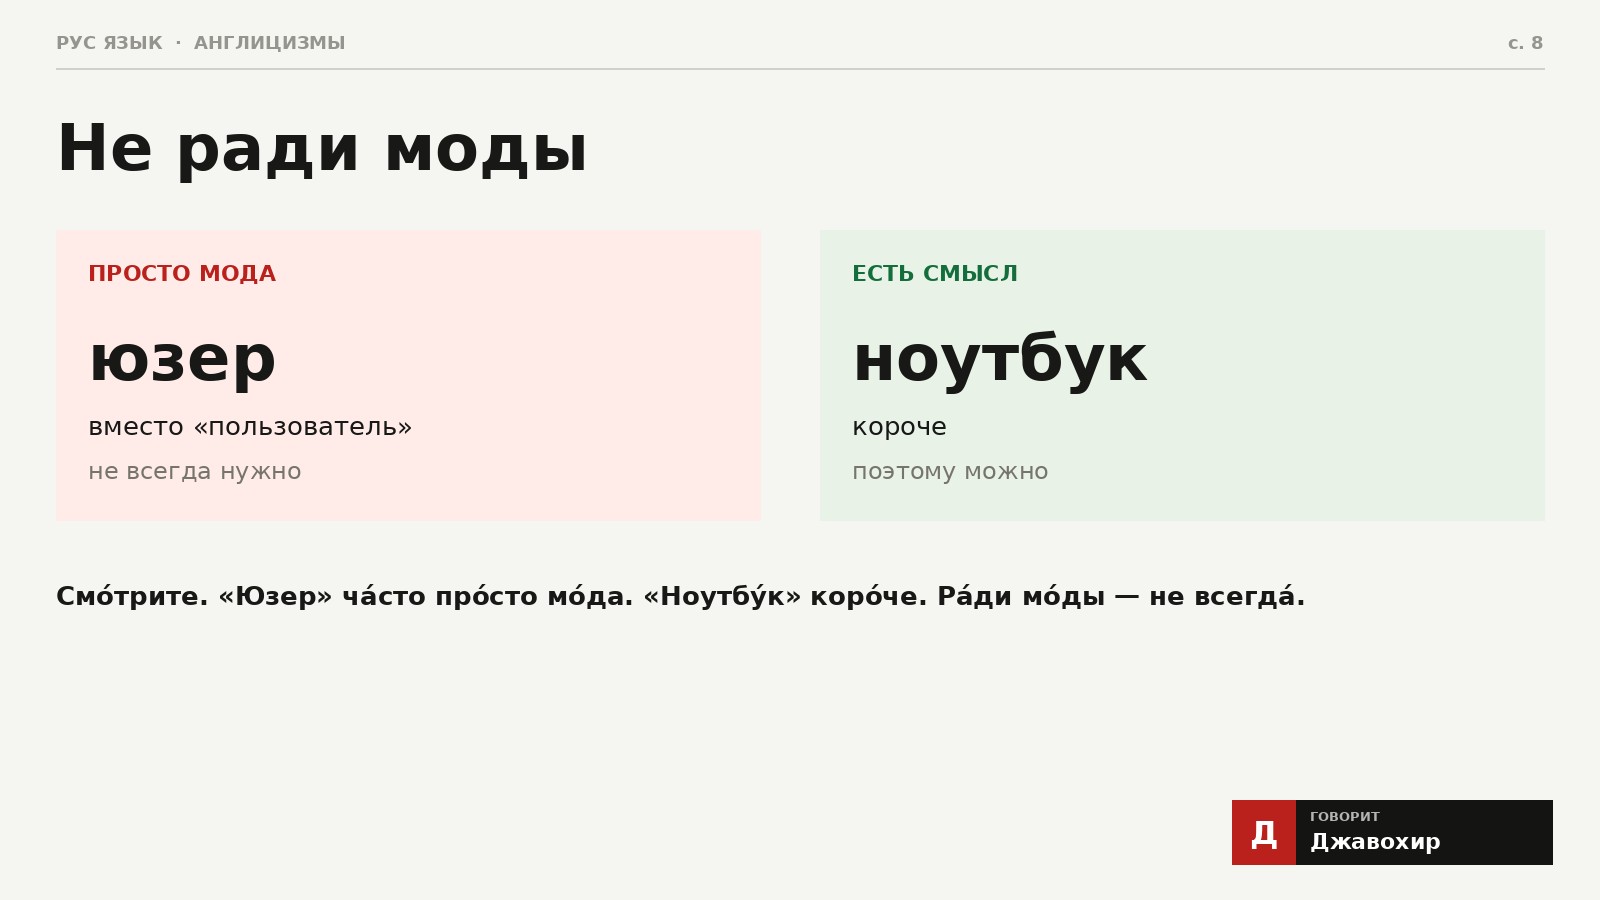 РУС ЯЗЫК · АНГЛИЦИЗМЫ
с. 8
Не ради моды
ПРОСТО МОДА
юзер
вместо «пользователь»
не всегда нужно
ЕСТЬ СМЫСЛ
ноутбук
короче
поэтому можно
Смо́трите. «Юзер» ча́сто про́сто мо́да. «Ноутбу́к» коро́че. Ра́ди мо́ды — не всегда́.
Д
ГОВОРИТ
Джавохир